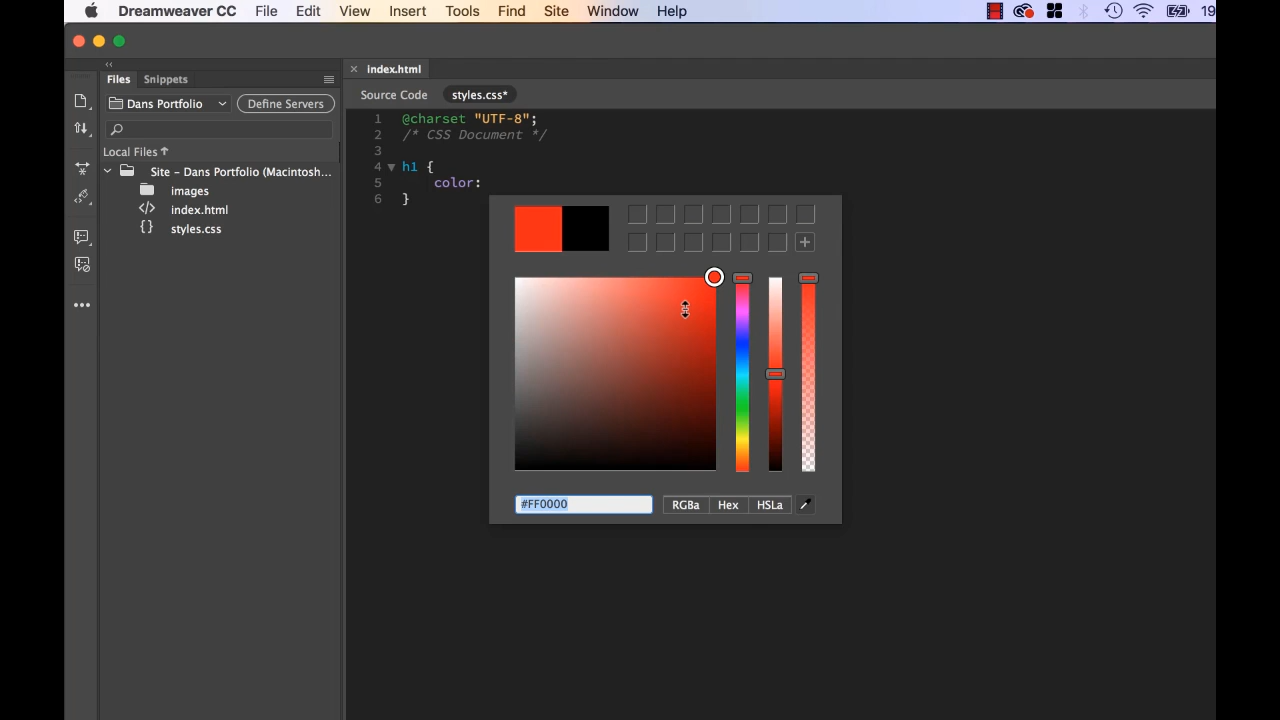 Dreamweaver CC File Edit View Insert Tools Find Site Window Help 19
Files Snippets
index.html
Dans Portfolio Define Servers
Source Code styles.css*
Local Files
Site - Dans Portfolio (Macintosh...
images
index.html
styles.css
1 @charset "UTF-8";
2 /* CSS Document */
3
4 h1 {
5 color:
6 }
#FF0000 RGBa Hex HSLa